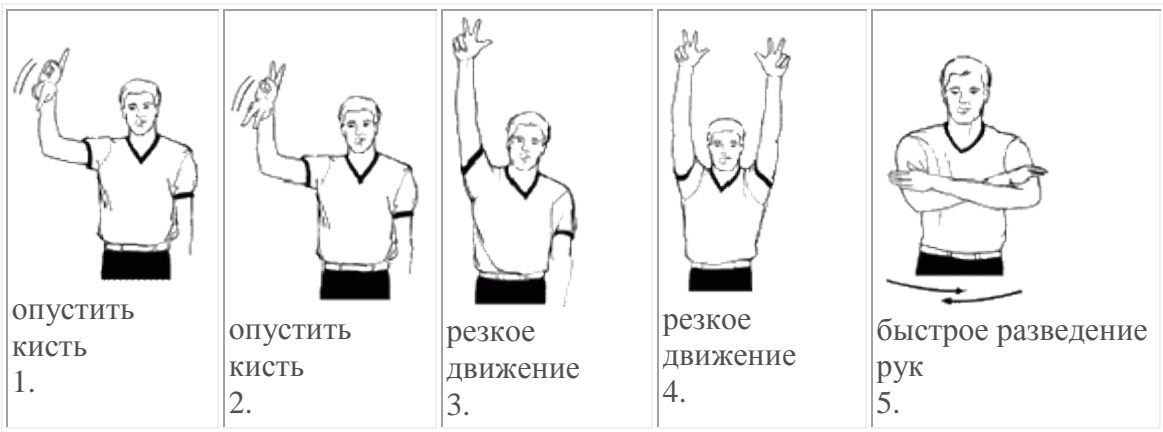 опустить
кисть
1.
опустить
кисть
2.
резкое
движение
3.
резкое
движение
4.
быстрое разведение
рук
5.